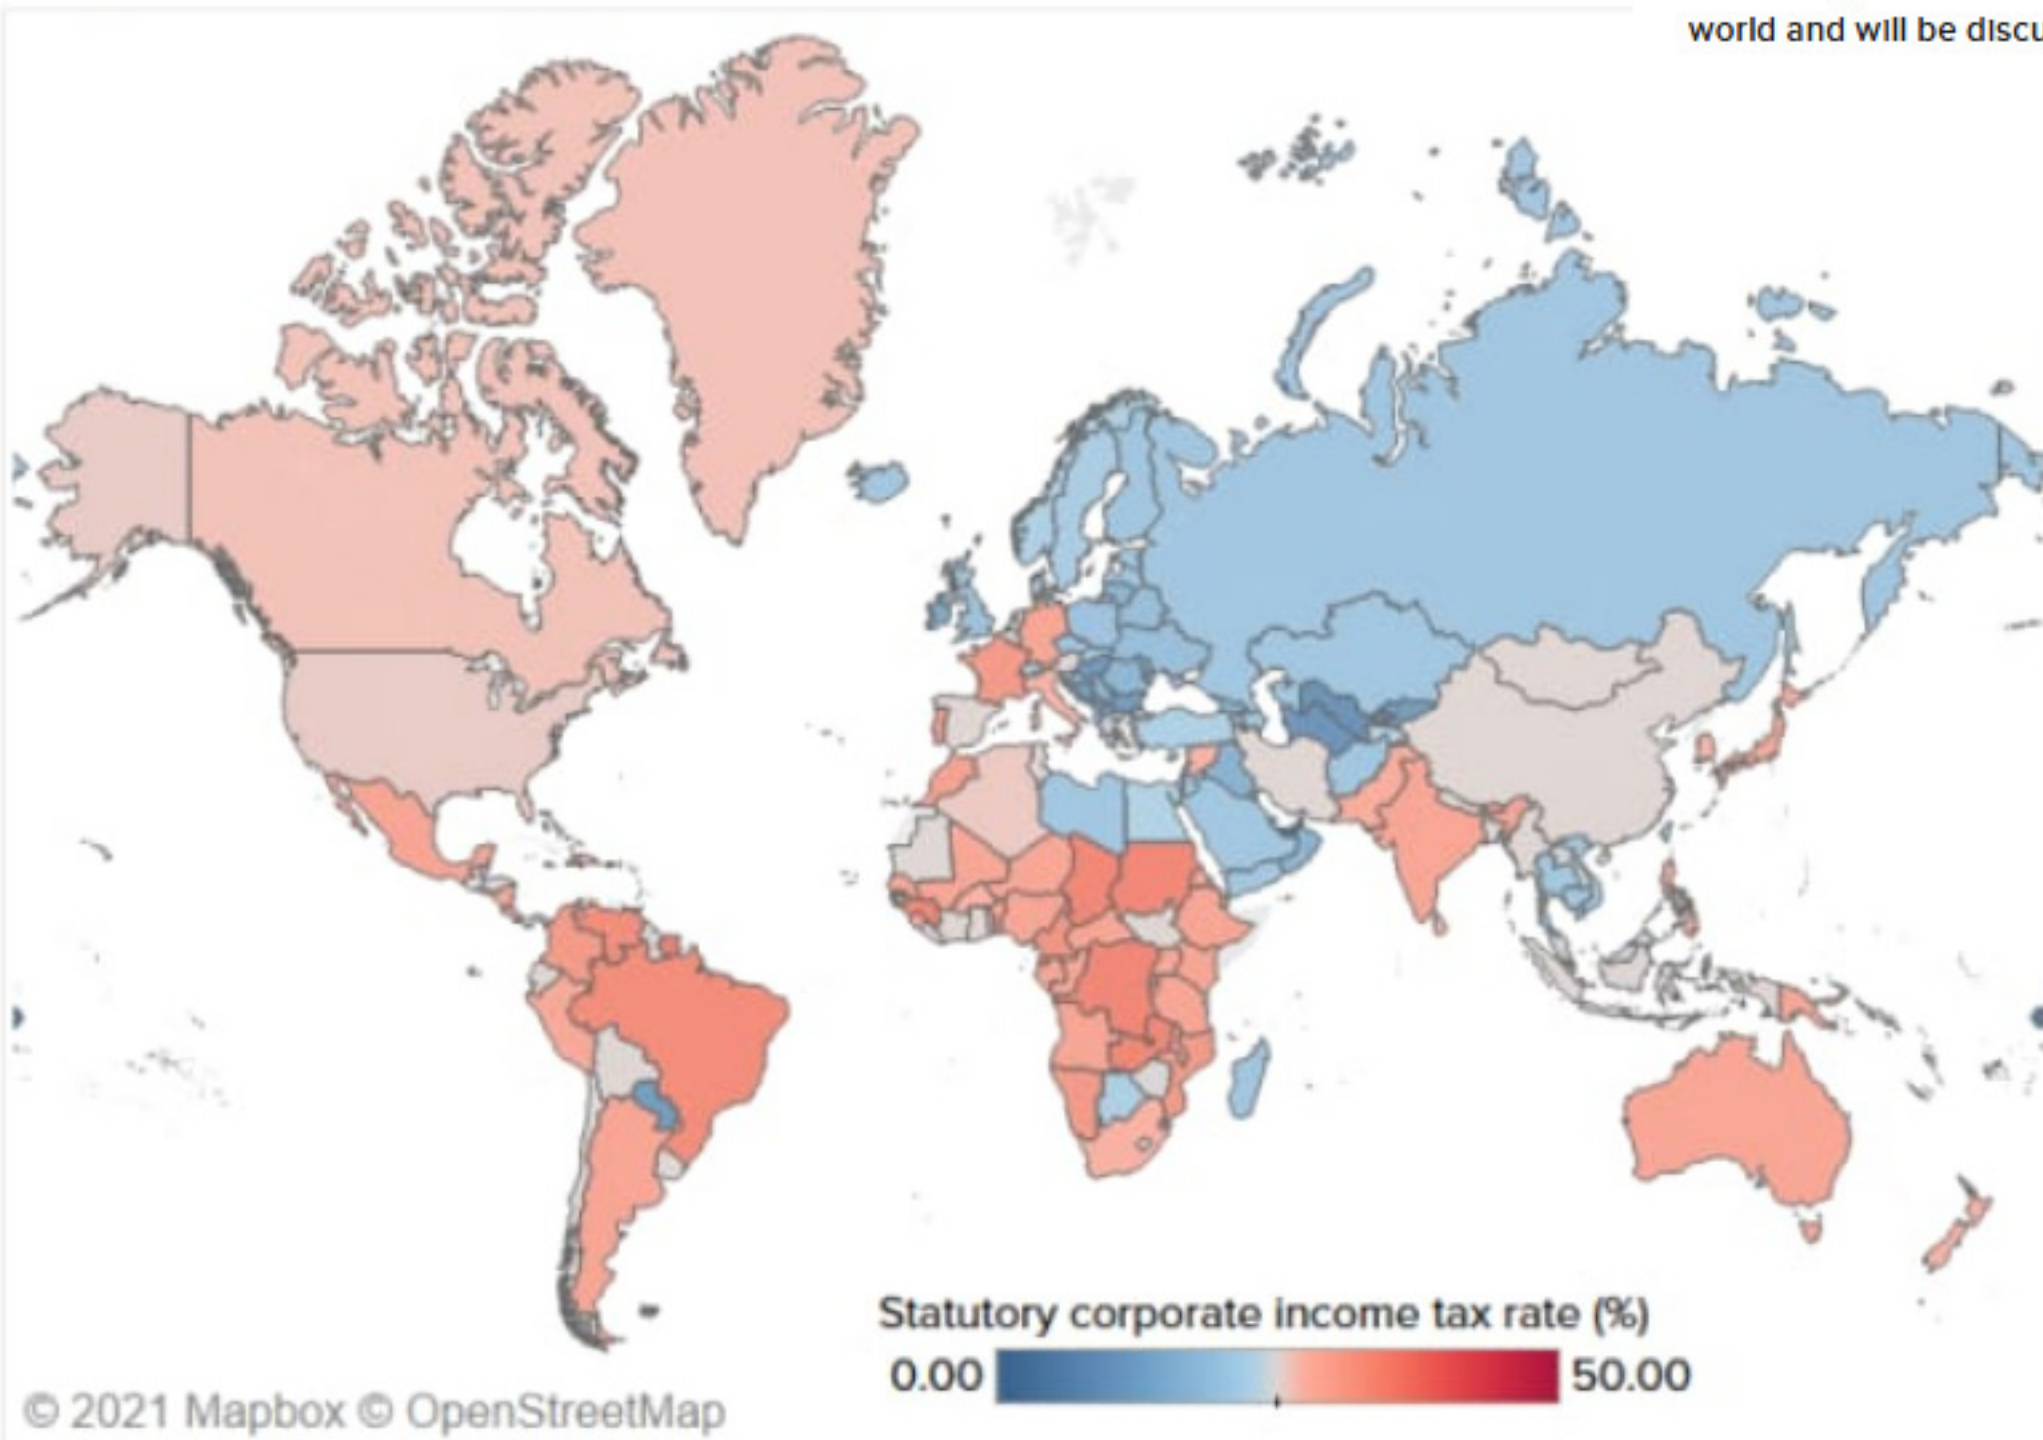 world and will be discu
Statutory corporate income tax rate (%)
0.00 50.00
© 2021 Mapbox © OpenStreetMap